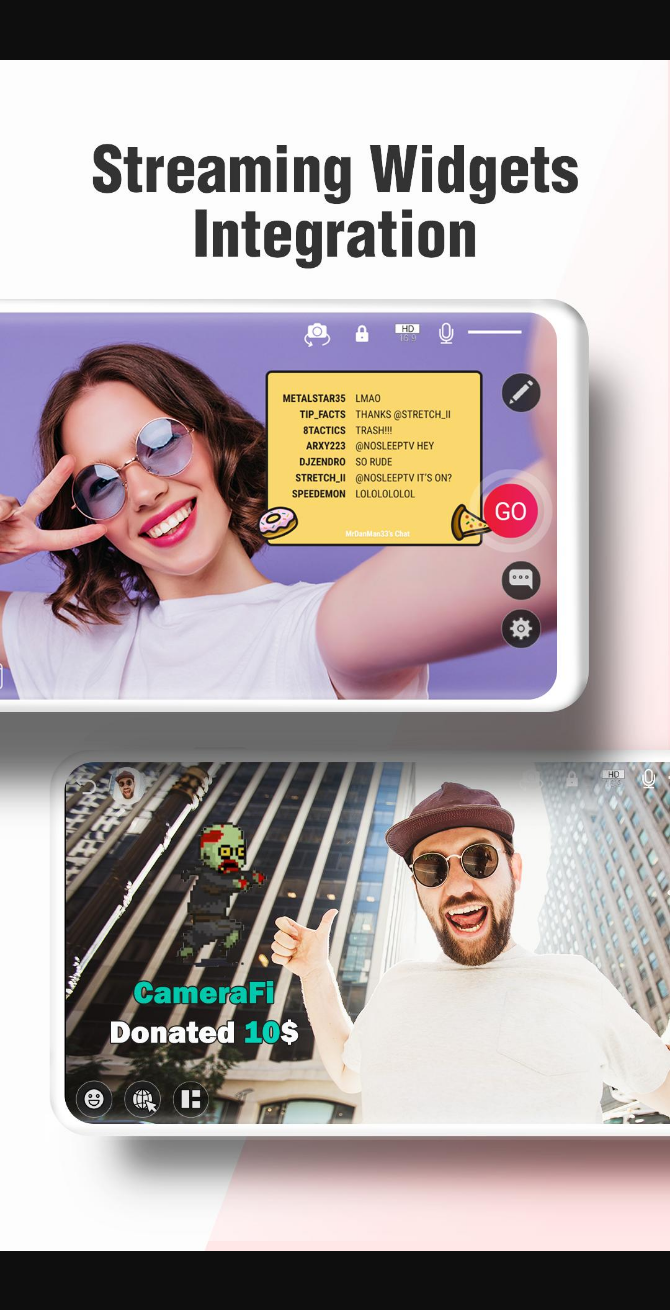 Streaming Widgets
Integration
HD
16:9
METALSTAR35 LMAO
TIP_FACTS THANKS @STRETCH_II
8TACTICS TRASH!!!
ARXY223 @NOSLEEPTV HEY
DJZENDRO SO RUDE
STRETCH_II @NOSLEEPTV IT'S ON?
SPEEDEMON LOLOLOLOLOL
GO
MrDanMan33's Chat
HD
CameraFi
Donated 10$